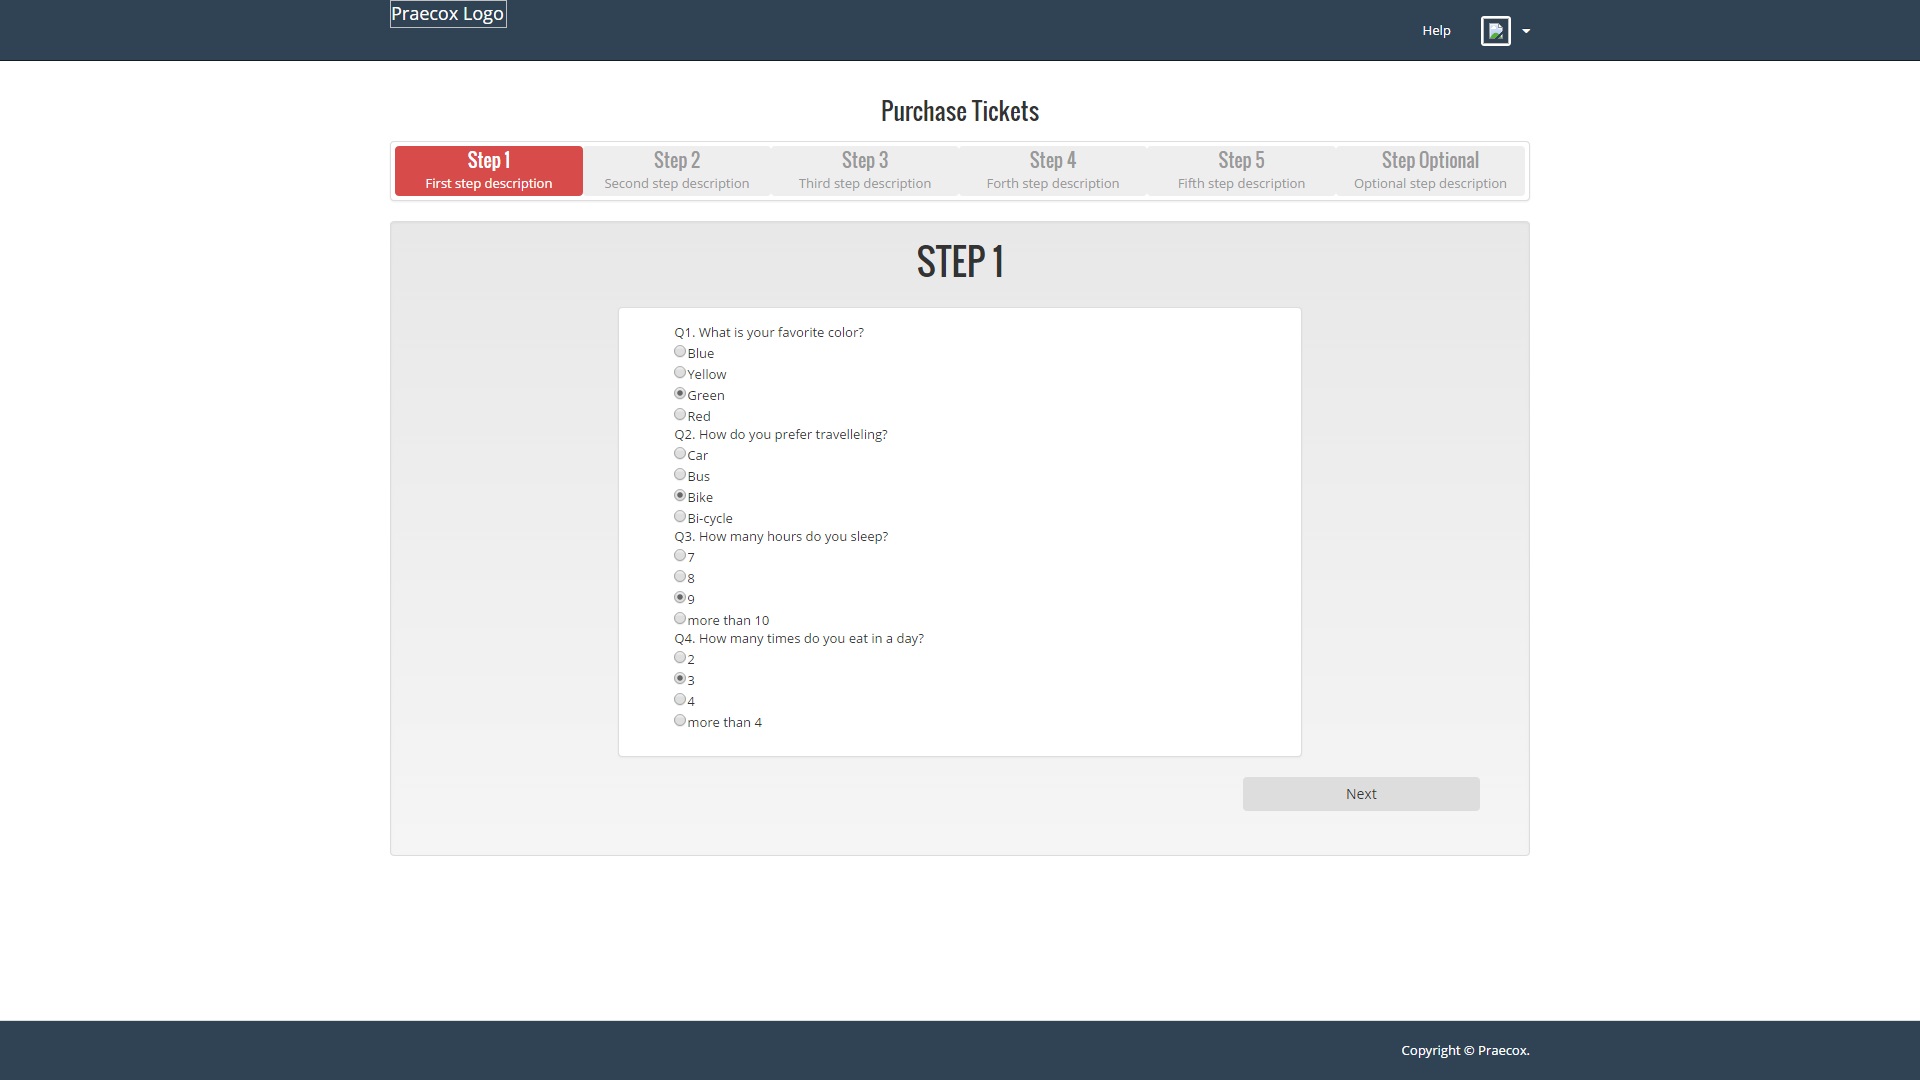 Praecox Logo
Help
Purchase Tickets
Step 1
First step description
Step 2
Second step description
Step 3
Third step description
Step 4
Forth step description
Step 5
Fifth step description
Step Optional
Optional step description
STEP 1
Q1. What is your favorite color?
Blue
Yellow
Green
Red
Q2. How do you prefer travelleling?
Car
Bus
Bike
Bi-cycle
Q3. How many hours do you sleep?
7
8
9
more than 10
Q4. How many times do you eat in a day?
2
3
4
more than 4
Next
Copyright © Praecox.